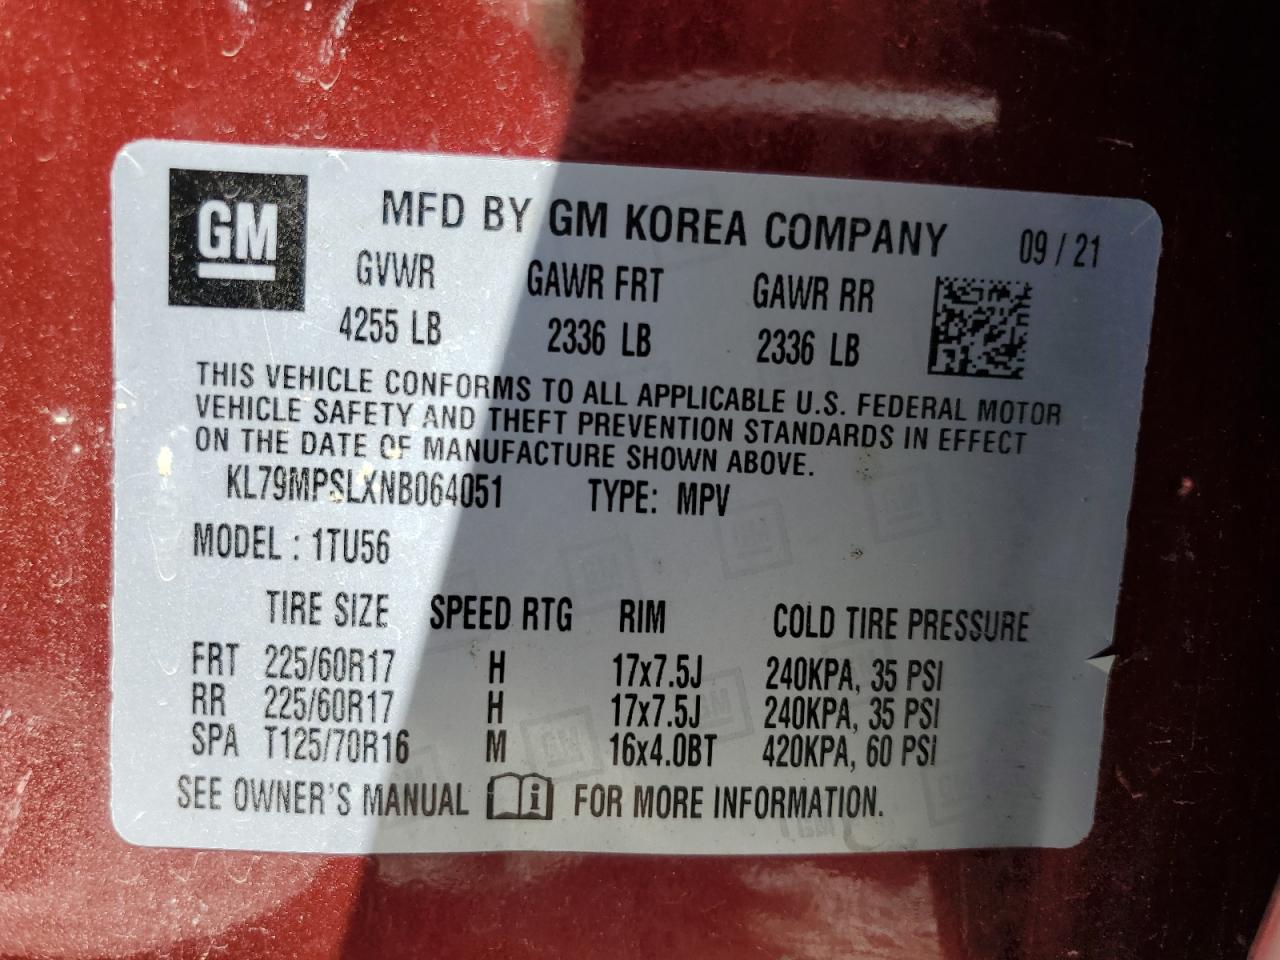 GM
MFD BY GM KOREA COMPANY 09 / 21
GVWR GAWR FRT GAWR RR
4255 LB 2336 LB 2336 LB
THIS VEHICLE CONFORMS TO ALL APPLICABLE U.S. FEDERAL MOTOR
VEHICLE SAFETY AND THEFT PREVENTION STANDARDS IN EFFECT
ON THE DATE OF MANUFACTURE SHOWN ABOVE.
KL79MPSLXNB064051 TYPE: MPV
MODEL : 1TU56
TIRE SIZE SPEED RTG RIM COLD TIRE PRESSURE
FRT 225/60R17 H 17x7.5J 240KPA, 35 PSI
RR 225/60R17 H 17x7.5J 240KPA, 35 PSI
SPA T125/70R16 M 16x4.0BT 420KPA, 60 PSI
SEE OWNER'S MANUAL i FOR MORE INFORMATION.